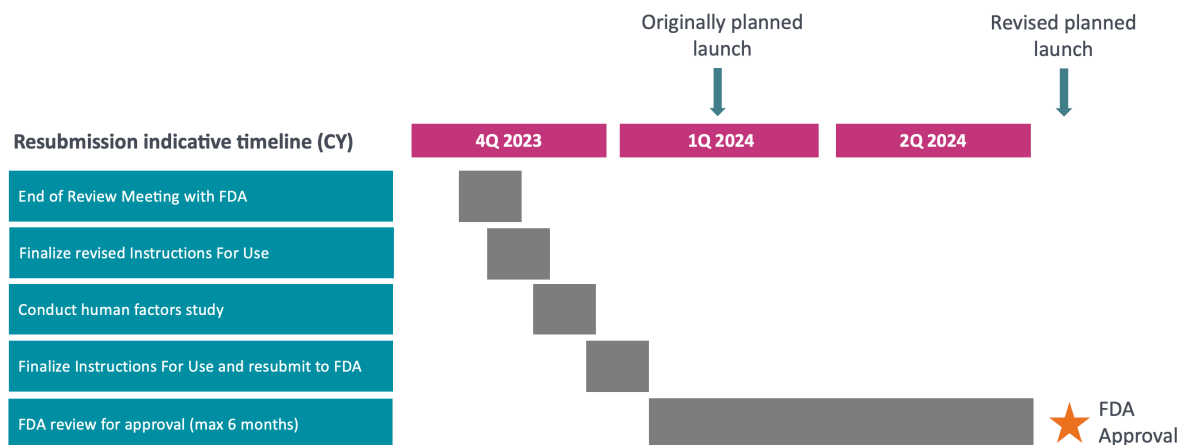 Originally planned
launch
Revised planned
launch
Resubmission indicative timeline (CY)
4Q 2023
1Q 2024
2Q 2024
End of Review Meeting with FDA
Finalize revised Instructions For Use
Conduct human factors study
Finalize Instructions For Use and resubmit to FDA
FDA review for approval (max 6 months)
FDA
Approval